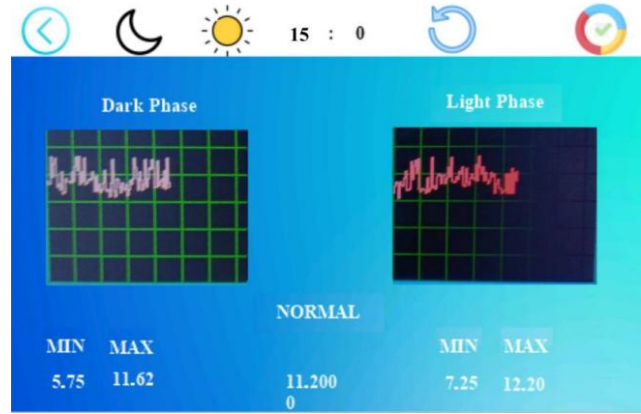 15 : 0
Dark Phase
Light Phase
NORMAL
MIN MAX
MIN MAX
5.75 11.62
11.200
0
7.25 12.20